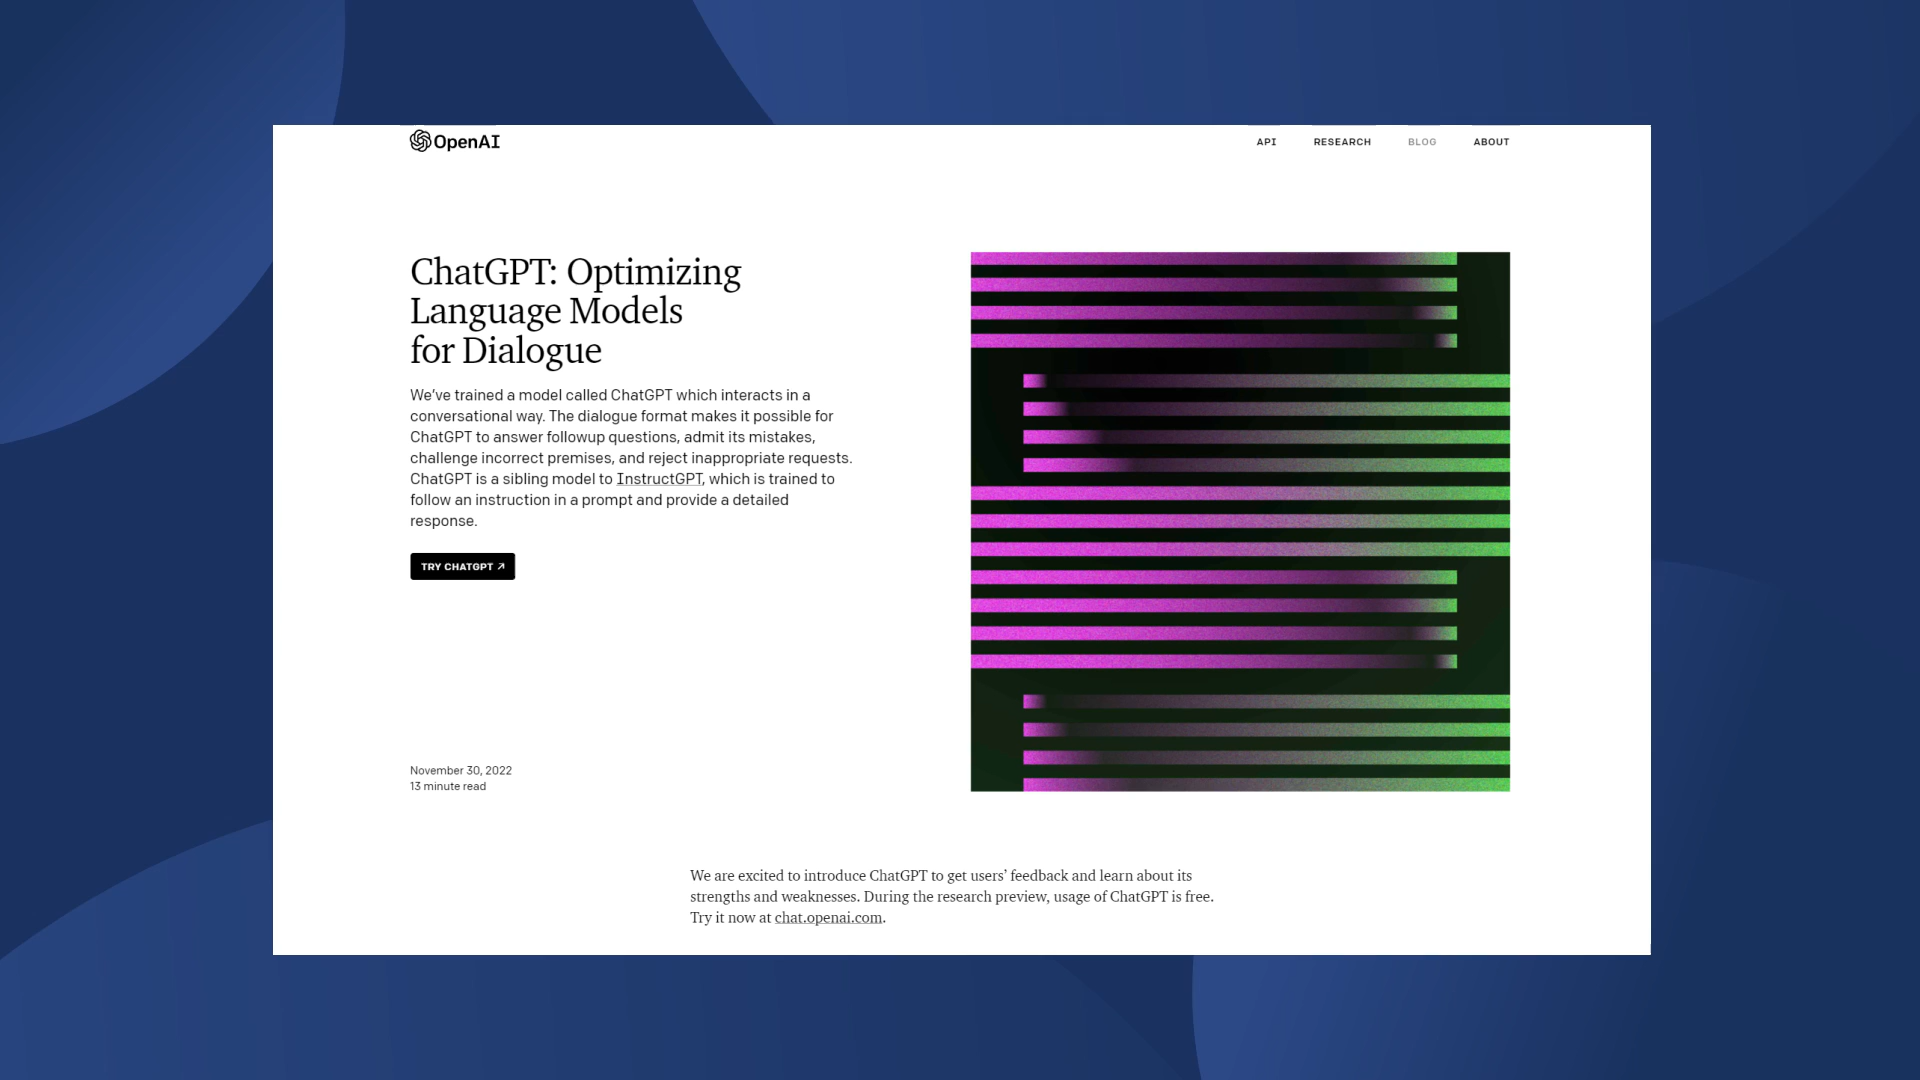 OpenAI
API RESEARCH BLOG ABOUT
ChatGPT: Optimizing
Language Models
for Dialogue
We’ve trained a model called ChatGPT which interacts in a
conversational way. The dialogue format makes it possible for
ChatGPT to answer followup questions, admit its mistakes,
challenge incorrect premises, and reject inappropriate requests.
ChatGPT is a sibling model to InstructGPT, which is trained to
follow an instruction in a prompt and provide a detailed
response.
TRY CHATGPT ↗
November 30, 2022
13 minute read
We are excited to introduce ChatGPT to get users’ feedback and learn about its
strengths and weaknesses. During the research preview, usage of ChatGPT is free.
Try it now at chat.openai.com.